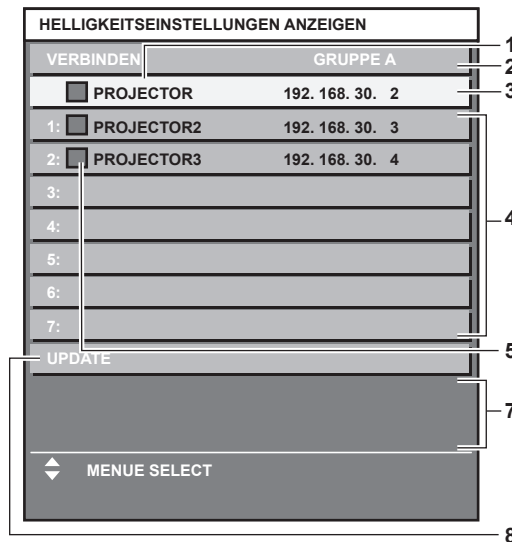 HELLIGKEITSEINSTELLUNGEN ANZEIGEN
1
VERBINDEN GRUPPE A
2
PROJECTOR 192. 168. 30. 2
3
1: PROJECTOR2 192. 168. 30. 3
2: PROJECTOR3 192. 168. 30. 4
3:
4:
4
5:
6:
7:
5
UPDATE
7
MENUE SELECT
8